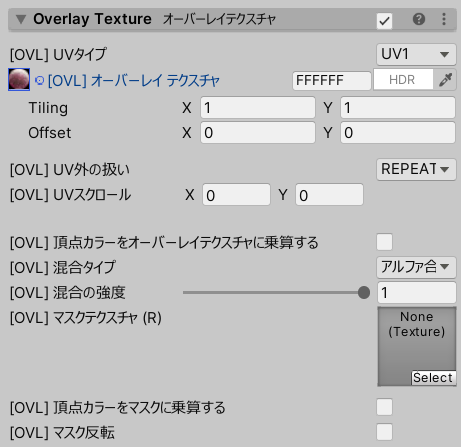 Overlay Texture オーバーレイテクスチャ
[OVL] UVタイプ UV1
[OVL] オーバーレイ テクスチャ FFFFFF HDR
Tiling X 1 Y 1
Offset X 0 Y 0
[OVL] UV外の扱い REPEAT
[OVL] UVスクロール X 0 Y 0
[OVL] 頂点カラーをオーバーレイテクスチャに乗算する
[OVL] 混合タイプ アルファ合
[OVL] 混合の強度 1
[OVL] マスクテクスチャ (R) None
(Texture)
Select
[OVL] 頂点カラーをマスクに乗算する
[OVL] マスク反転